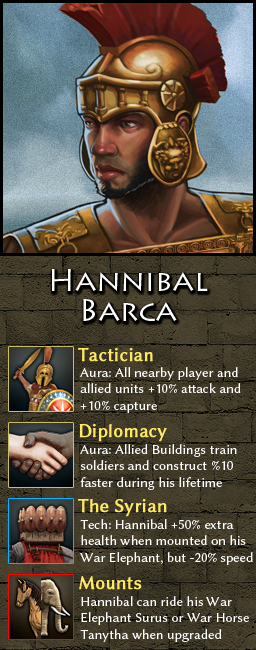 HANNIBAL
BARCA
Tactician
Aura: All nearby player and
allied units +10% attack and
+10% capture
Diplomacy
Aura: Allied Buildings train
soldiers and construct %10
faster during his lifetime
The Syrian
Tech: Hannibal +50% extra
health when mounted on his
War Elephant, but -20% speed
Mounts
Hannibal can ride his War
Elephant Surus or War Horse
Tanytha when upgraded